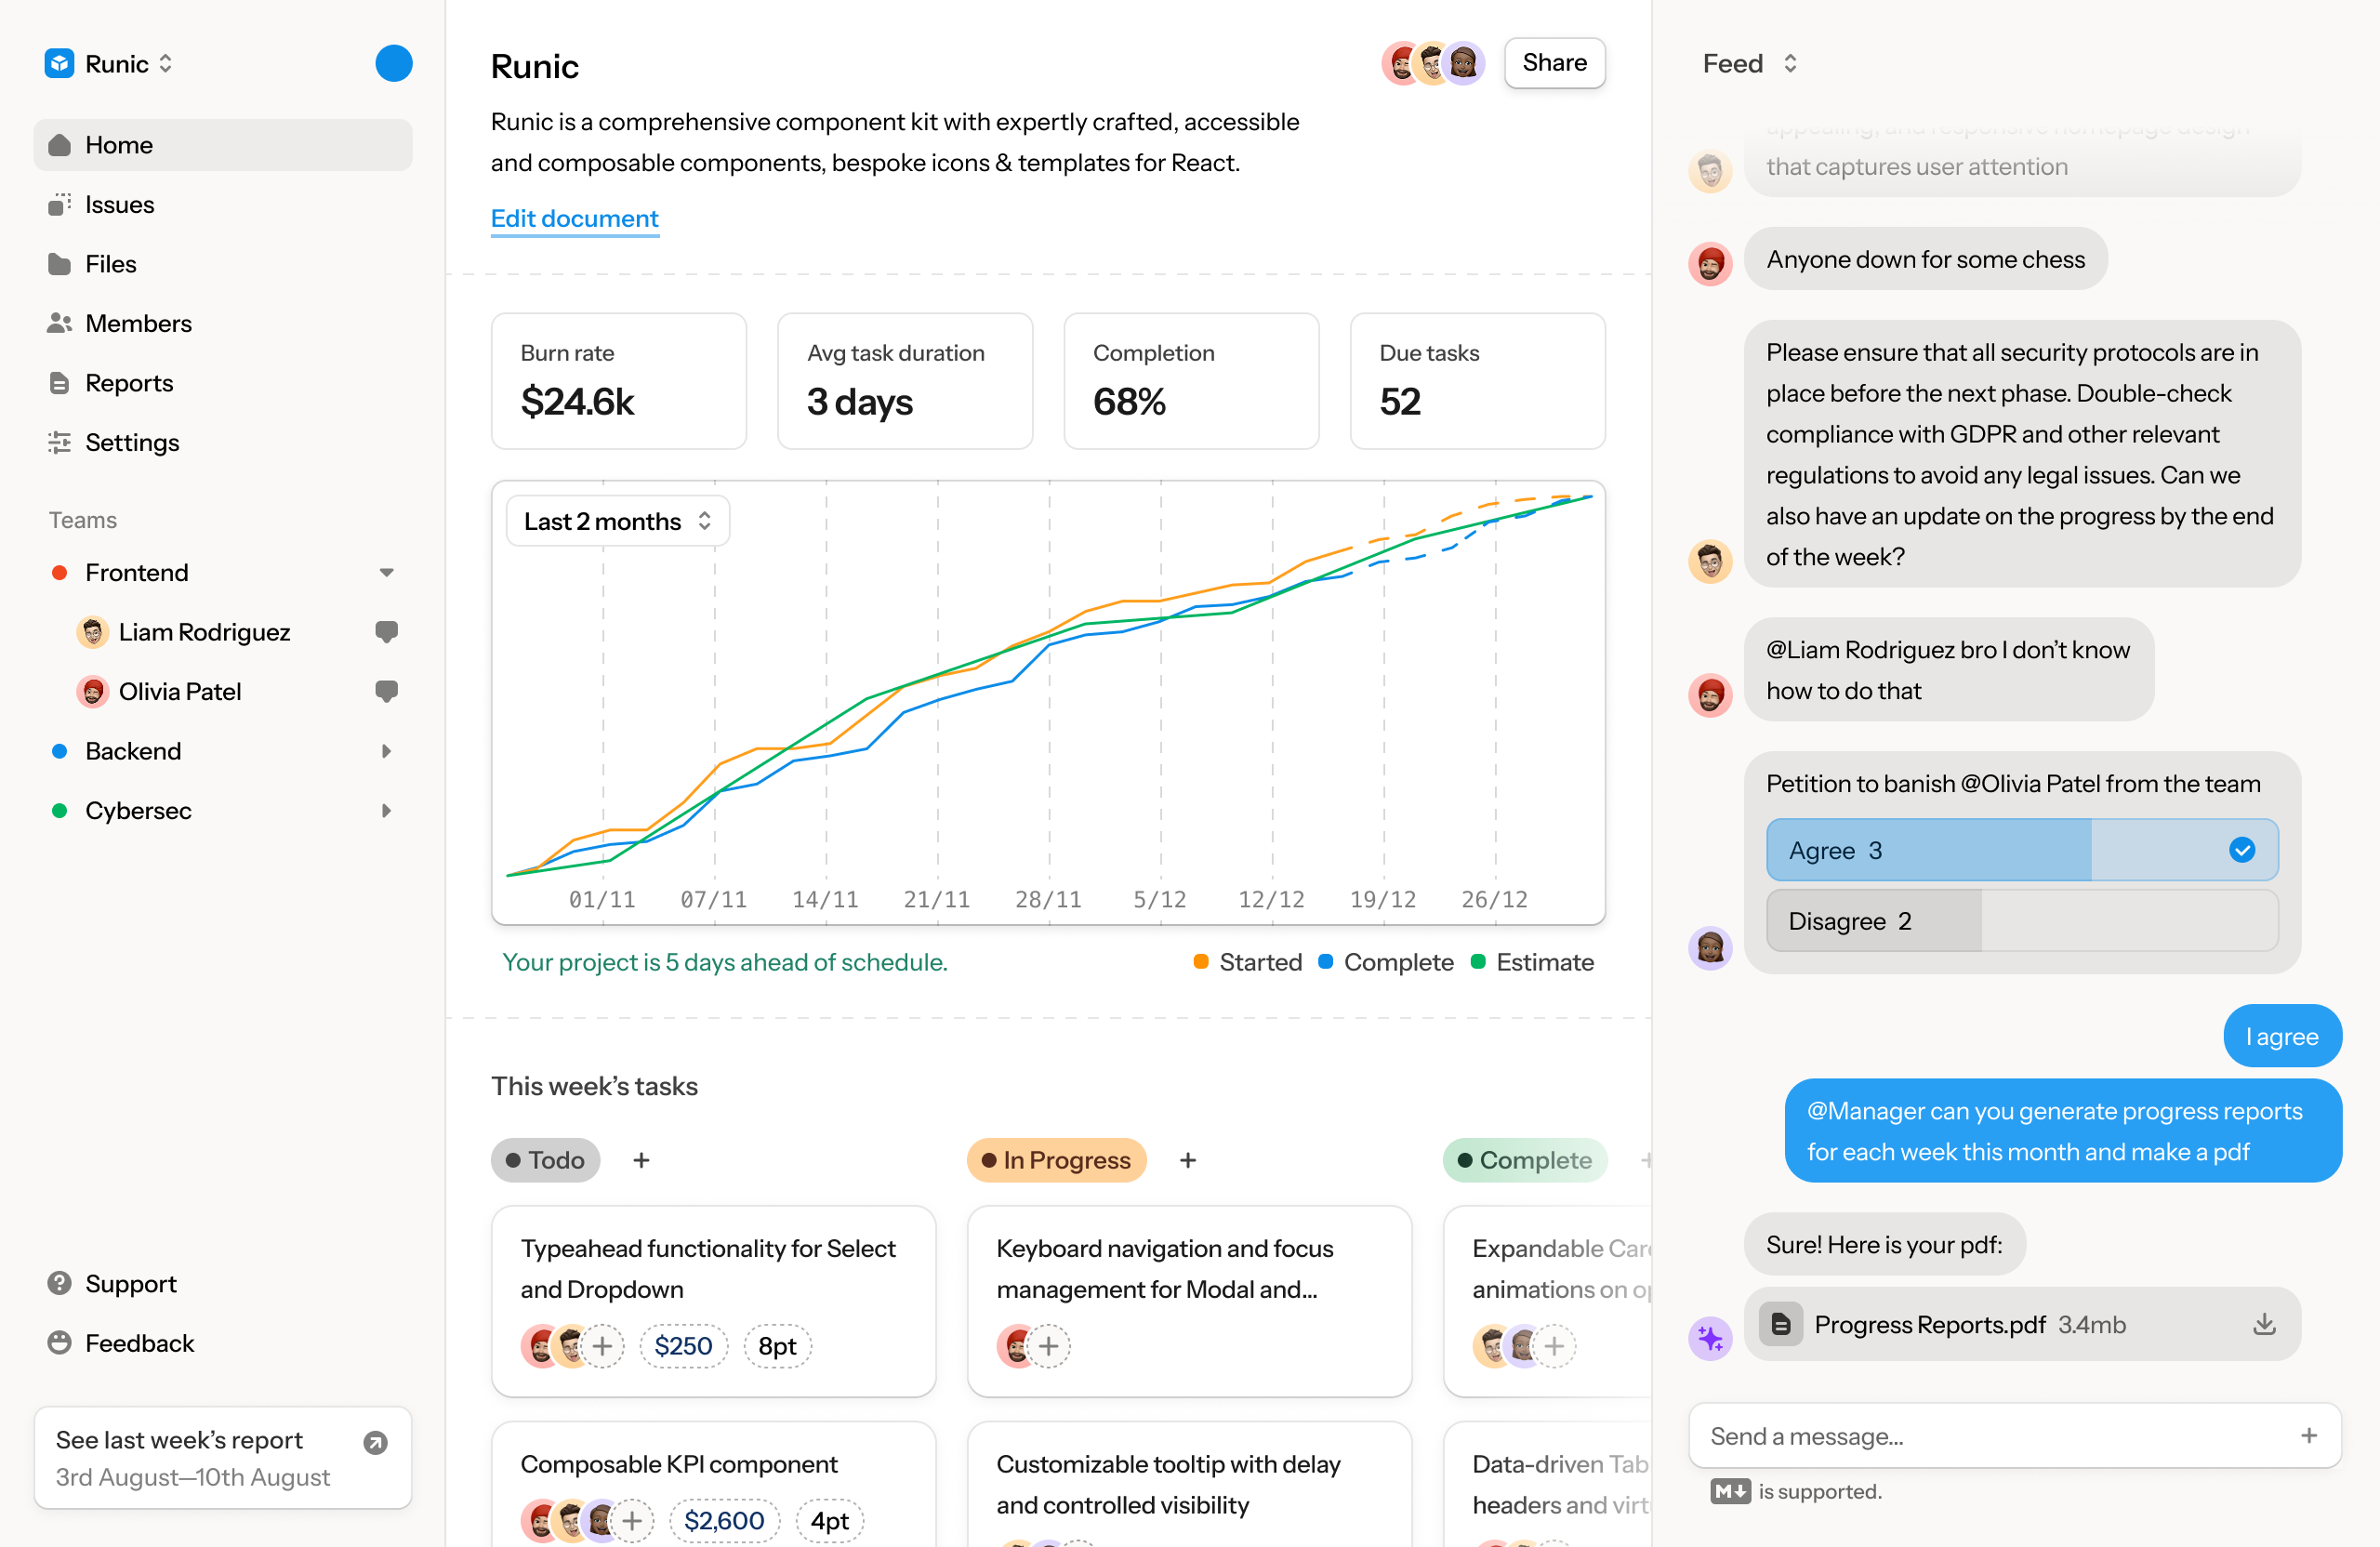 Runic
Home
Issues
Files
Members
Reports
Settings
Teams
Frontend
Liam Rodriguez
Olivia Patel
Backend
Cybersec
Support
Feedback
See last week’s report
3rd August—10th August
Runic
Share
Runic is a comprehensive component kit with expertly crafted, accessible
and composable components, bespoke icons & templates for React.
Edit document
Burn rate
$24.6k
Avg task duration
3 days
Completion
68%
Due tasks
52
Last 2 months
01/11 07/11 14/11 21/11 28/11 5/12 12/12 19/12 26/12
Your project is 5 days ahead of schedule.
Started Complete Estimate
This week’s tasks
Todo
Typeahead functionality for Select
and Dropdown
$250 8pt
Composable KPI component
$2,600 4pt
In Progress
Keyboard navigation and focus
management for Modal and...
Customizable tooltip with delay
and controlled visibility
Complete
Expandable
animations on
Data-driven
headers and
Feed
appealing, and responsive homepage design
that captures user attention
Anyone down for some chess
Please ensure that all security protocols are in
place before the next phase. Double-check
compliance with GDPR and other relevant
regulations to avoid any legal issues. Can we
also have an update on the progress by the end
of the week?
@Liam Rodriguez bro I don’t know
how to do that
Petition to banish @Olivia Patel from the team
Agree 3
Disagree 2
I agree
@Manager can you generate progress reports
for each week this month and make a pdf
Sure! Here is your pdf:
Progress Reports.pdf 3.4mb
Send a message...
M is supported.